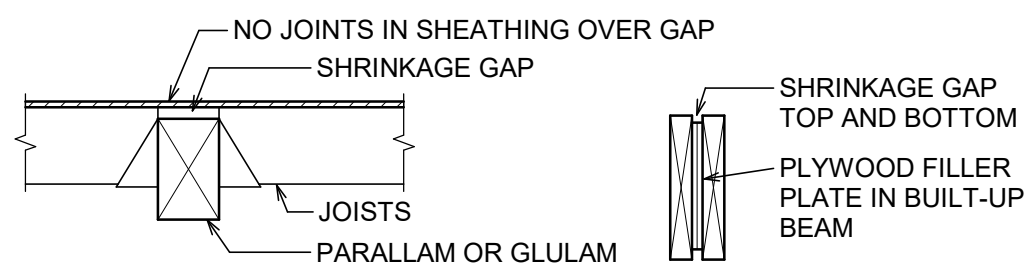 NO JOINTS IN SHEATHING OVER GAP
SHRINKAGE GAP
JOISTS
PARALLAM OR GLULAM
SHRINKAGE GAP
TOP AND BOTTOM
PLYWOOD FILLER
PLATE IN BUILT-UP
BEAM